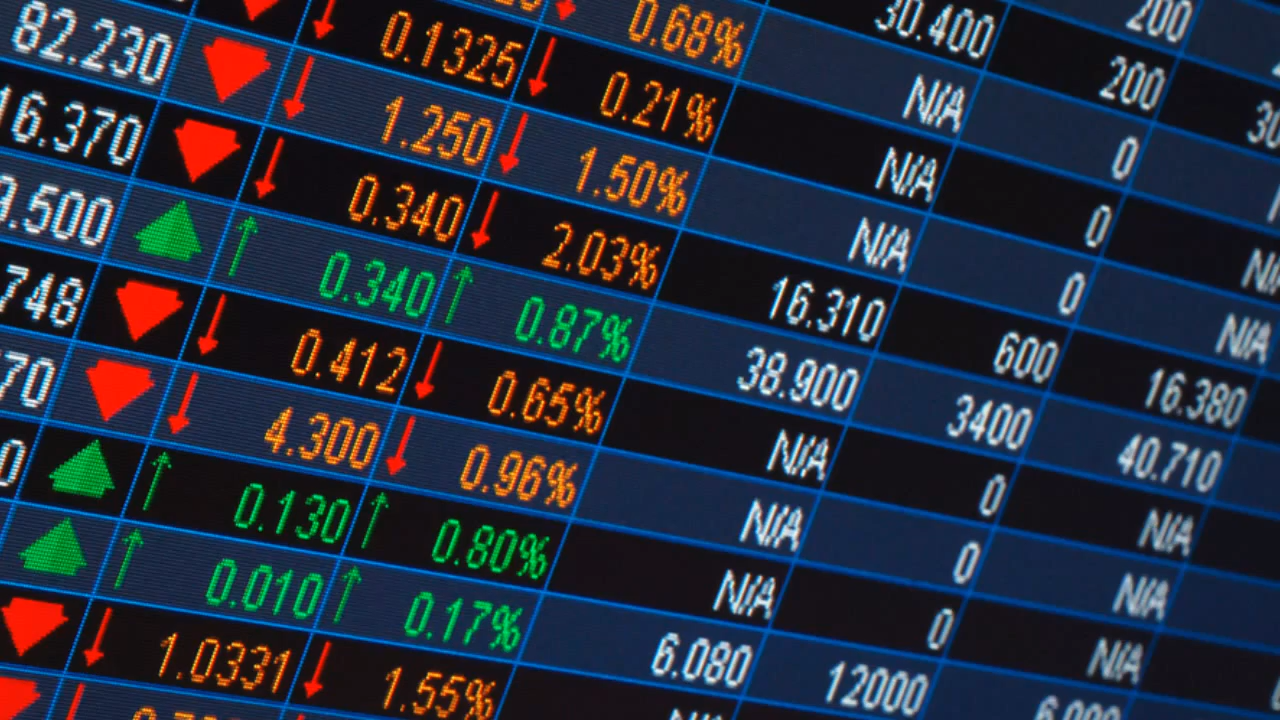 200
30.400 200
0.68% N/A 0
0.1325 0.21% N/A 0 N/A
82.230 1.250 1.50% N/A 0 N/A
16.370 0.340 2.03% 16.310 600 16.380
9.500 0.340 0.87% 38.900 3400 40.710
748 0.412 0.65% N/A 0 N/A
70 4.300 0.96% N/A 0 N/A
0 0.130 0.80% N/A 0 N/A
0.010 0.17% 6.080 12000
1.0331 1.55% N/A